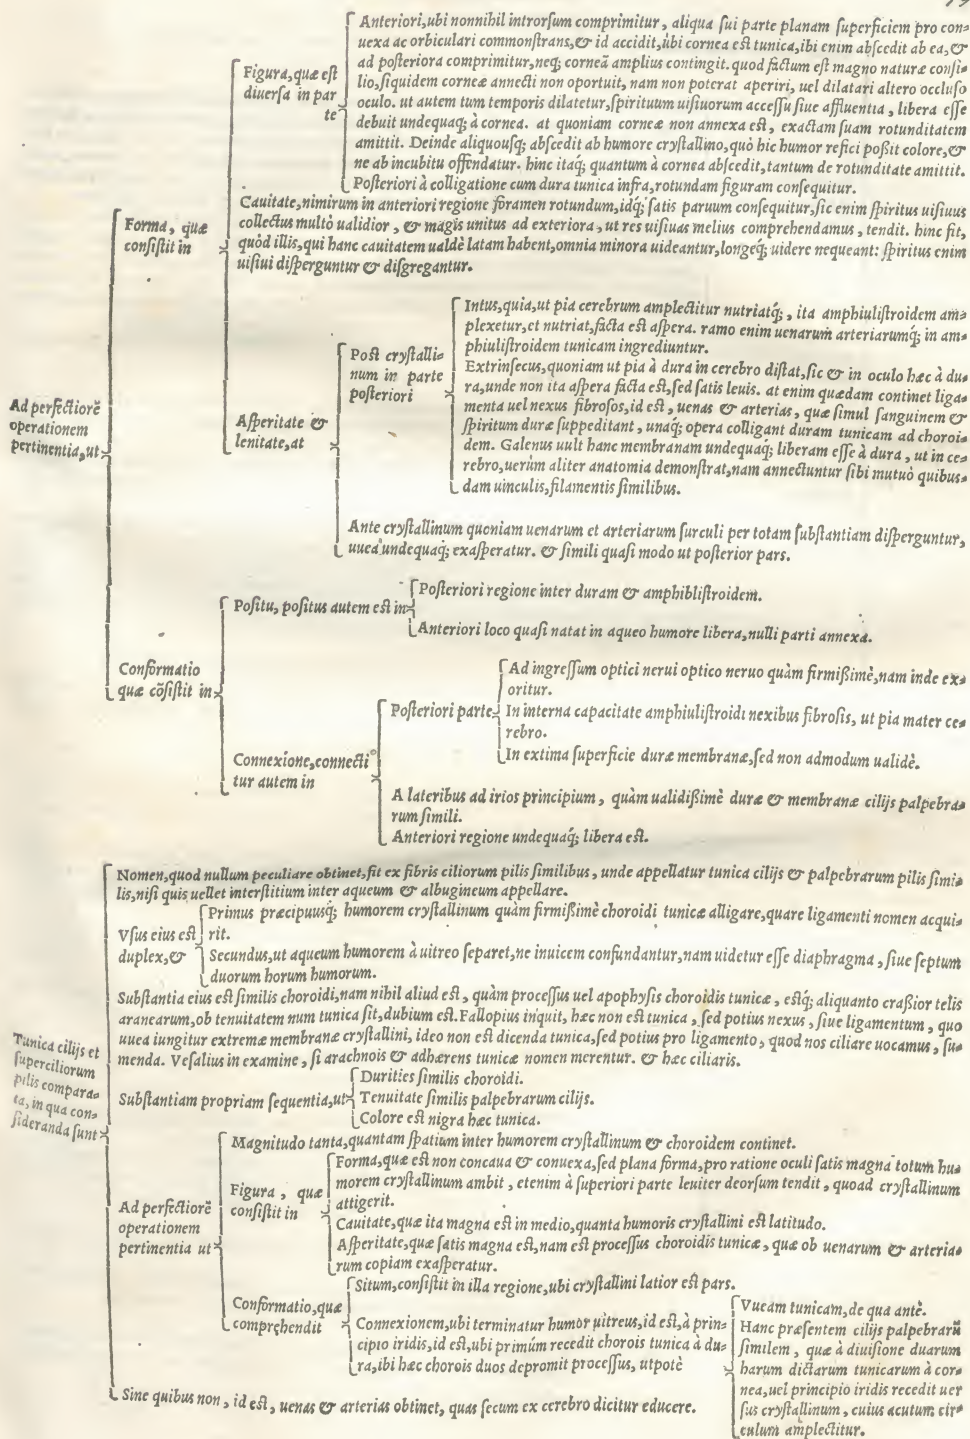 Anteriori, ubi nonnihil introrſum comprimitur, aliqua ſui parte planam ſuperficiem pro con-
uexa ac orbiculari commonſtrans, & id accidit, ubi cornea eſt tunica, ibi enim abſcedit ab ea, &
ad poſteriora comprimitur, neq; corneã amplius contingit. quod factum eſt magno naturæ conſi-
lio, ſiquidem corneæ annecti non oportuit, nam non poterat aperiri, uel dilatari altero occluſo
oculo. ut autem tum temporis dilatetur, ſpirituum uiſiuorum acceſſu ſiue affluentia, libera eſſe
debuit undequaq; à cornea. at quoniam corneæ non annexa eſt, exactam ſuam rotunditatem
amittit. Deinde aliquouſq; abſcedit ab humore cryſtallino, quò hic humor refici poßit colore, &
ne ab incubitu offendatur. hinc itaq́; quantum à cornea abſcedit, tantum de rotunditate amittit.
Poſteriori à colligatione cum dura tunica infra, rotundam figuram conſequitur.
Figura, quæ eſt
diuerſa in par
te
Cauitate, nimirum in anteriori regione foramen rotundum, idq́; ſatis paruum conſequitur, ſic enim ſpiritus uiſiuus
collectus multò ualidior, & magis unitus ad exteriora, ut res uiſiuas melius comprehendamus, tendit. hinc fit,
quòd illis, qui hanc cauitatem ualdè latam habent, omnia minora uideantur, longeq́; uidere nequeant: ſpiritus enim
uiſiui diſperguntur & diſgregantur.
Forma, quæ
conſiſtit in
Intus, quia, ut pia cerebrum amplectitur nutriatq́;, ita amphiuliſtroidem am-
plexetur, et nutriat, facta eſt aſpera. ramo enim uenarum arteriarumq́; in am-
phiuliſtroidem tunicam ingrediuntur.
Extrinſecus, quoniam ut pia à dura in cerebro diſtat, ſic & in oculo hæc à du-
ra, unde non ita aſpera facta eſt, ſed ſatis leuis. at enim quædam continet liga-
menta uel nexus fibroſos, id eſt, uenas & arterias, quæ ſimul ſanguinem &
ſpiritum duræ ſuppeditant, unaq́; opera colligant duram tunicam ad choroi-
dem. Galenus uult hanc membranam undequaq́; liberam eſſe à dura, ut in ce-
rebro, uerùm aliter anatomia demonſtrat, nam annectuntur ſibi mutuò quibus-
dam uinculis, filamentis ſimilibus.
Poſt cryſtalli-
num in parte
poſteriori
Aſperitate &
lenitate, at
Ante cryſtallinum quoniam uenarum et arteriarum ſurculi per totam ſubſtantiam diſperguntur,
uuea undequaq́; exaſperatur. & ſimili quaſi modo ut poſterior pars.
Ad perfectiorē
operationem
pertinentia, ut
Poſitu, poſitus autem eſt in
Poſteriori regione inter duram & amphibliſtroidem.
Anteriori loco quaſi natat in aqueo humore libera, nulli parti annexa.
Conformatio
quæ cōſiſtit in
Ad ingreſſum optici nerui optico neruo quàm firmißimè, nam inde ex-
oritur.
Poſteriori parte
In interna capacitate amphiuliſtroidi nexibus fibroſis, ut pia mater ce-
rebro.
In extima ſuperficie duræ membranæ, ſed non admodum ualidè.
Connexione, connecti
tur autem in
A lateribus ad irios principium, quàm ualidißimè duræ & membranæ cilijs palpebra-
rum ſimili.
Anteriori regione undequaq́; libera eſt.
Nomen, quod nullum peculiare obtinet, fit ex fibris ciliorum pilis ſimilibus, unde appellatur tunica cilijs & palpebrarum pilis ſimi-
lis, niſi quis uellet interſtitium inter aqueum & albugineum appellare.
Vſus eius eſt
duplex, &
Primus præcipuusq́; humorem cryſtallinum quàm firmißimè choroidi tunicæ alligare, quare ligamenti nomen acqui-
rit.
Secundus, ut aqueum humorem à uitreo ſeparet, ne inuicem confundantur, nam uidetur eſſe diaphragma, ſiue ſeptum
duorum horum humorum.
Subſtantia eius eſt ſimilis choroidi, nam nihil aliud eſt, quàm proceſſus uel apophyſis choroidis tunicæ, eſtq́; aliquanto craßior telis
aranearum, ob tenuitatem num tunica ſit, dubium eſt. Fallopius inquit, hæc non eſt tunica, ſed potius nexus, ſiue ligamentum, quo
uuea iungitur extremæ membranæ cryſtallini, ideo non eſt dicenda tunica, ſed potius pro ligamento, quod nos ciliare uocamus, ſu-
menda. Veſalius in examine, ſi arachnois & adhærens tunicæ nomen merentur. & hæc ciliaris.
Tunica cilijs et
ſuperciliorum
pilis compara-
ta, in qua con-
ſideranda ſunt
Subſtantiam propriam ſequentia, ut
Durities ſimilis choroidi.
Tenuitate ſimilis palpebrarum cilijs.
Colore eſt nigra hæc tunica.
Magnitudo tanta, quantam ſpatium inter humorem cryſtallinum & choroidem continet.
Figura, quæ
conſiſtit in
Forma, quæ eſt non concaua & conuexa, ſed plana forma, pro ratione oculi ſatis magna totum hu-
morem cryſtallinum ambit, etenim à ſuperiori parte leuiter deorſum tendit, quoad cryſtallinum
attigerit.
Cauitate, quæ ita magna eſt in medio, quanta humoris cryſtallini eſt latitudo.
Aſperitate, quæ ſatis magna eſt, nam eſt proceſſus choroidis tunicæ, quæ ob uenarum & arteria-
rum copiam exaſperatur.
Ad perfectiorē
operationem
pertinentia ut
Conformatio, quæ
comprehendit
Situm, conſiſtit in illa regione, ubi cryſtallini latior eſt pars.
Connexionem, ubi terminatur humor uitreus, id eſt, à prin-
cipio iridis, id eſt, ubi primùm recedit chorois tunica à du-
ra, ibi hæc chorois duos depromit proceſſus, utpotè
Vueam tunicam, de qua antè.
Hanc præſentem cilijs palpebrarū
ſimilem, quæ à diuiſione duarum
harum dictarum tunicarum à cor-
nea, uel principio iridis recedit uer
ſus cryſtallinum, cuius acutum cir-
culum amplectitur.
Sine quibus non, id eſt, uenas & arterias obtinet, quas ſecum ex cerebro dicitur educere.